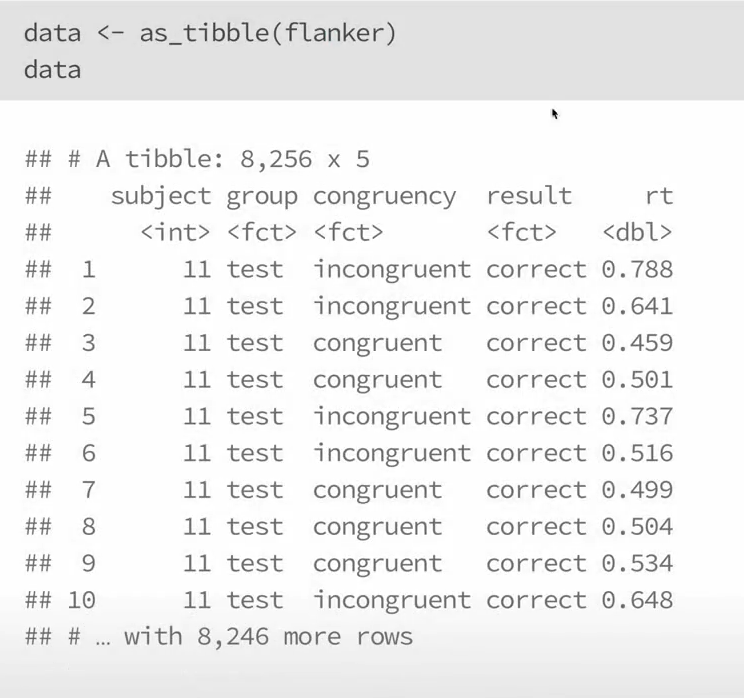 data <- as_tibble(flanker)
data
## # A tibble: 8,256 x 5
##    subject group congruency  result     rt
##      <int> <fct> <fct>       <fct>   <dbl>
##  1      11 test  incongruent correct 0.788
##  2      11 test  incongruent correct 0.641
##  3      11 test  congruent   correct 0.459
##  4      11 test  congruent   correct 0.501
##  5      11 test  incongruent correct 0.737
##  6      11 test  incongruent correct 0.516
##  7      11 test  congruent   correct 0.499
##  8      11 test  congruent   correct 0.504
##  9      11 test  congruent   correct 0.534
## 10      11 test  incongruent correct 0.648
## # … with 8,246 more rows